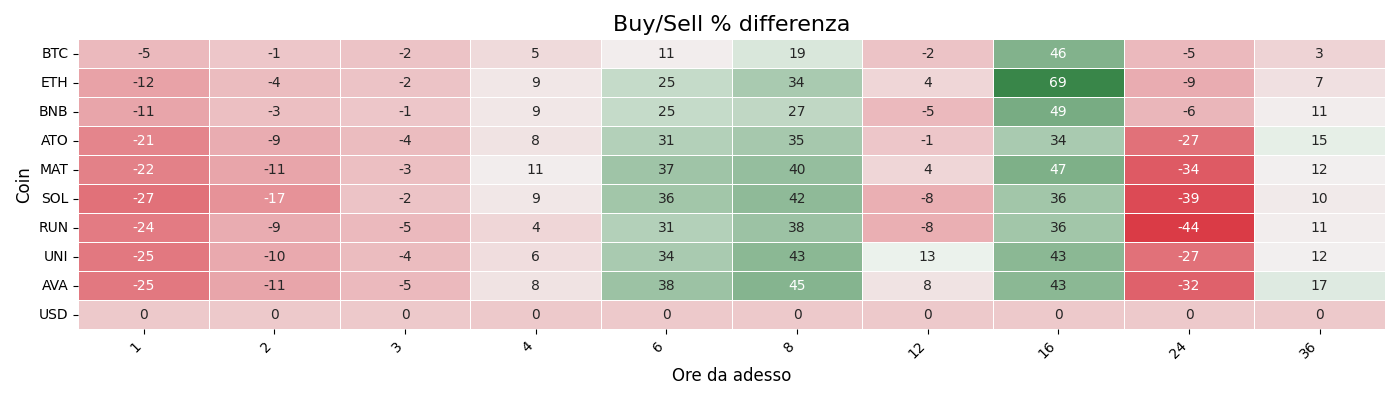 Buy/Sell % differenza
Coin
BTC -5 -1 -2 5 11 19 -2 46 -5 3
ETH -12 -4 -2 9 25 34 4 69 -9 7
BNB -11 -3 -1 9 25 27 -5 49 -6 11
ATO -21 -9 -4 8 31 35 -1 34 -27 15
MAT -22 -11 -3 11 37 40 4 47 -34 12
SOL -27 -17 -2 9 36 42 -8 36 -39 10
RUN -24 -9 -5 4 31 38 -8 36 -44 11
UNI -25 -10 -4 6 34 43 13 43 -27 12
AVA -25 -11 -5 8 38 45 8 43 -32 17
USD 0 0 0 0 0 0 0 0 0 0
1 2 3 4 6 8 12 16 24 36
Ore da adesso